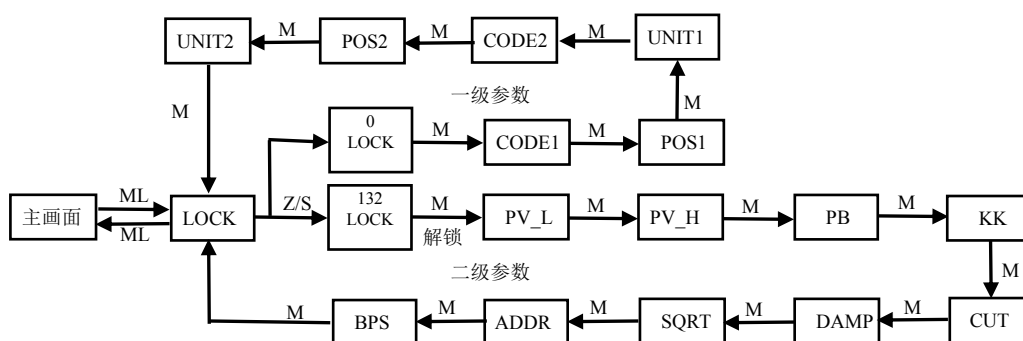 UNIT2
M
POS2
M
CODE2
M
UNIT1
M
一级参数
M
0
LOCK
M
CODE1
M
POS1
主画面
ML
ML
LOCK
Z/S
132
LOCK
M
解锁
PV_L
M
PV_H
M
PB
M
KK
M
二级参数
M
BPS
M
ADDR
M
SQRT
M
DAMP
M
CUT